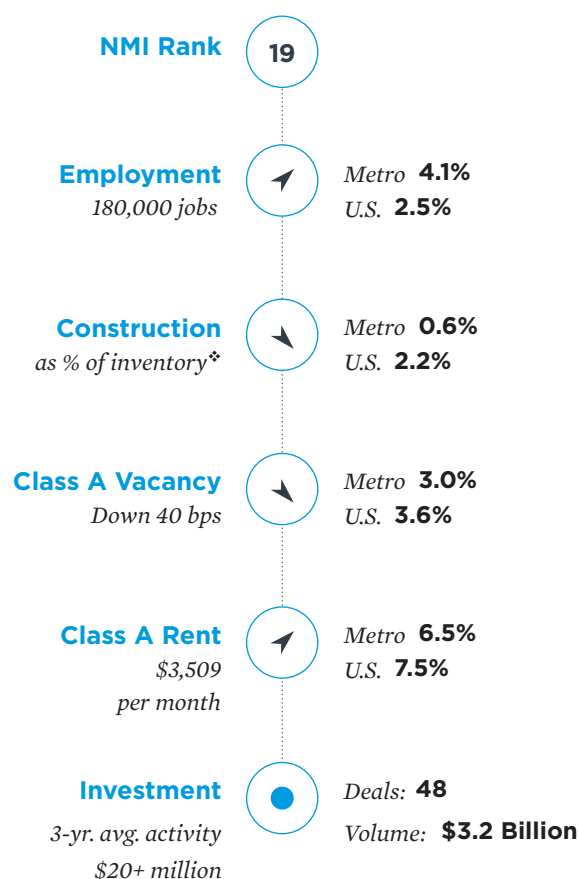 NMI Rank
19
Employment
180,000 jobs
Metro 4.1%
U.S. 2.5%
Construction
as % of inventory❖
Metro 0.6%
U.S. 2.2%
Class A Vacancy
Down 40 bps
Metro 3.0%
U.S. 3.6%
Class A Rent
$3,509
per month
Metro 6.5%
U.S. 7.5%
Investment
3-yr. avg. activity
$20+ million
Deals: 48
Volume: $3.2 Billion